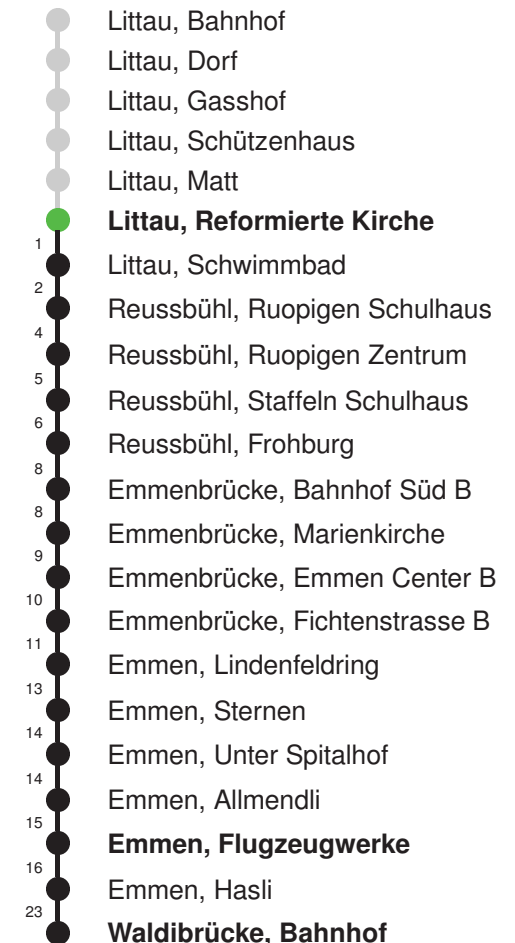 Littau, Bahnhof
Littau, Dorf
Littau, Gasshof
Littau, Schützenhaus
Littau, Matt
Littau, Reformierte Kirche
1
Littau, Schwimmbad
2
Reussbühl, Ruopigen Schulhaus
4
Reussbühl, Ruopigen Zentrum
5
Reussbühl, Staffeln Schulhaus
6
Reussbühl, Frohburg
8
Emmenbrücke, Bahnhof Süd B
8
Emmenbrücke, Marienkirche
9
Emmenbrücke, Emmen Center B
10
Emmenbrücke, Fichtenstrasse B
11
Emmen, Lindenfeldring
13
Emmen, Sternen
14
Emmen, Unter Spitalhof
14
Emmen, Allmendli
15
Emmen, Flugzeugwerke
16
Emmen, Hasli
23
Waldibrücke, Bahnhof